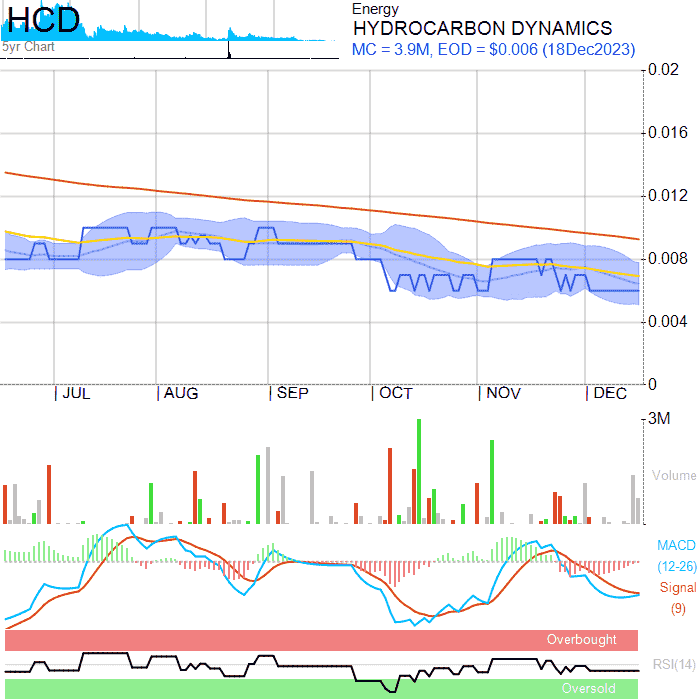 HCD
5yr Chart
Energy
HYDROCARBON DYNAMICS
MC = 3.9M, EOD = $0.006 (18Dec2023)
0.02
0.016
0.012
0.008
0.004
0
JUL AUG SEP OCT NOV DEC
3M
Volume
MACD
(12-26)
Signal
(9)
Overbought
RSI(14)
Oversold